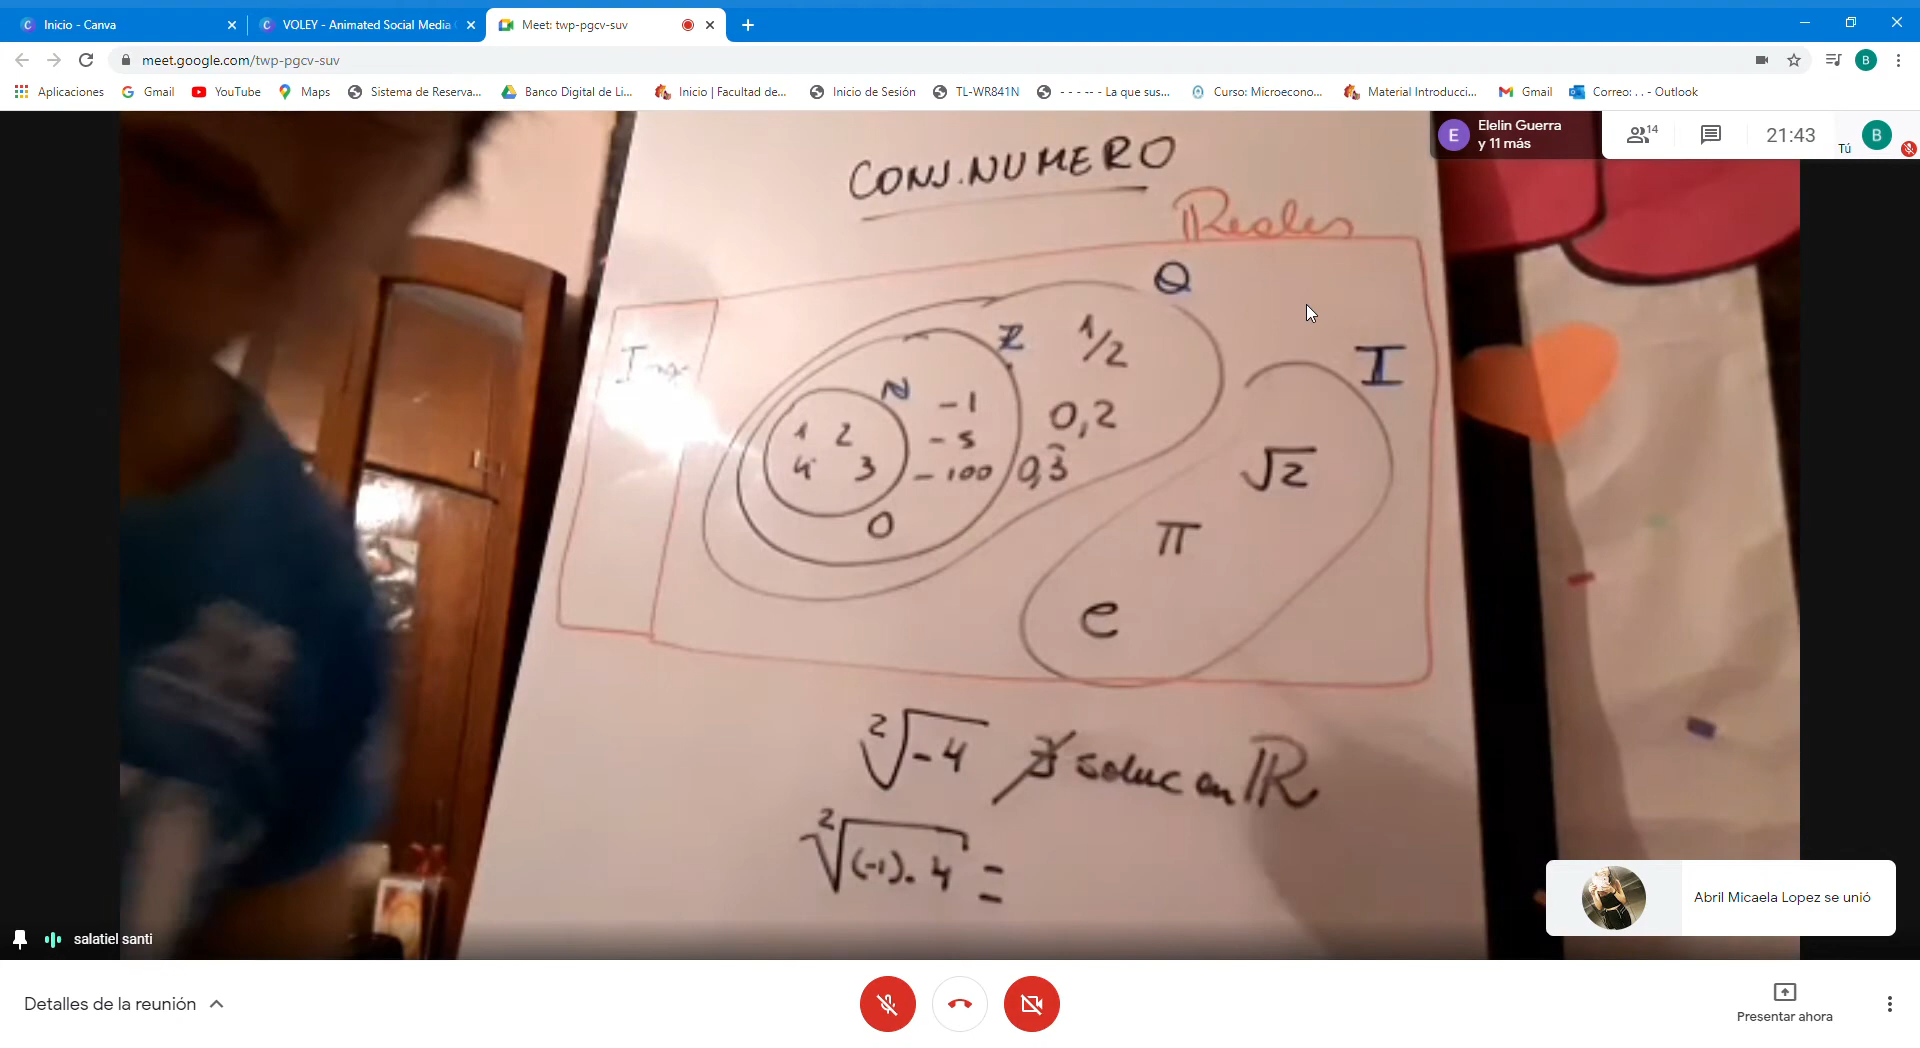 Inicio - Canva
VOLEY - Animated Social Media
Meet: twp-pgcv-suv
meet.google.com/twp-pgcv-suv
B
Aplicaciones
Gmail
YouTube
Maps
Sistema de Reserva...
Banco Digital de Li...
Inicio | Facultad de...
Inicio de Sesión
TL-WR841N
- - - -- - La que sus...
Curso: Microecono...
Material Introducci...
Gmail
Correo: . . - Outlook
E
Elelin Guerra
y 11 más
14
21:43
Tú
B
CONJ.NUMERO
Reales
Q
Z
1/2
I
N
-1
0,2
1 2
-5
4 3
-100
0,3
√2
0
π
e
²√-4 ∄ soluc en ℝ
²√(-1).4 =
Abril Micaela Lopez se unió
salatiel santi
Detalles de la reunión
Presentar ahora